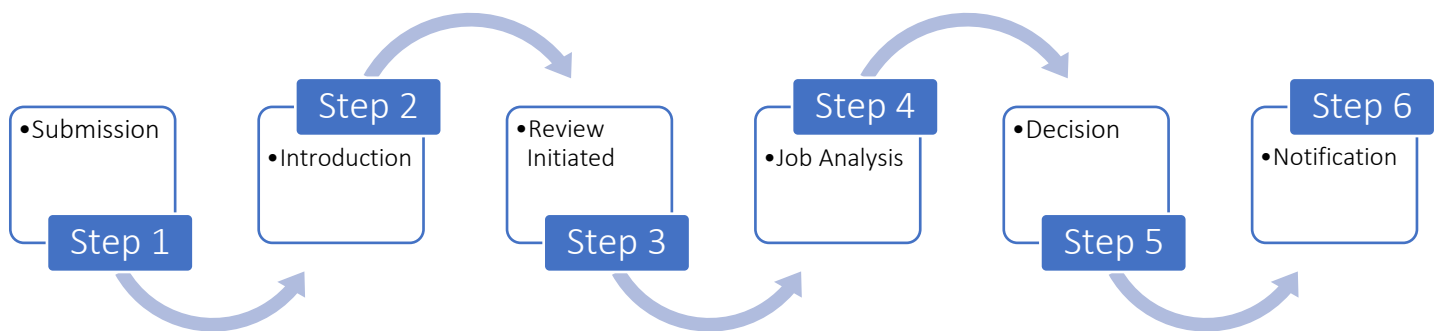 •Submission
Step 1
Step 2
•Introduction
•Review
Initiated
Step 3
Step 4
•Job Analysis
•Decision
Step 5
Step 6
•Notification